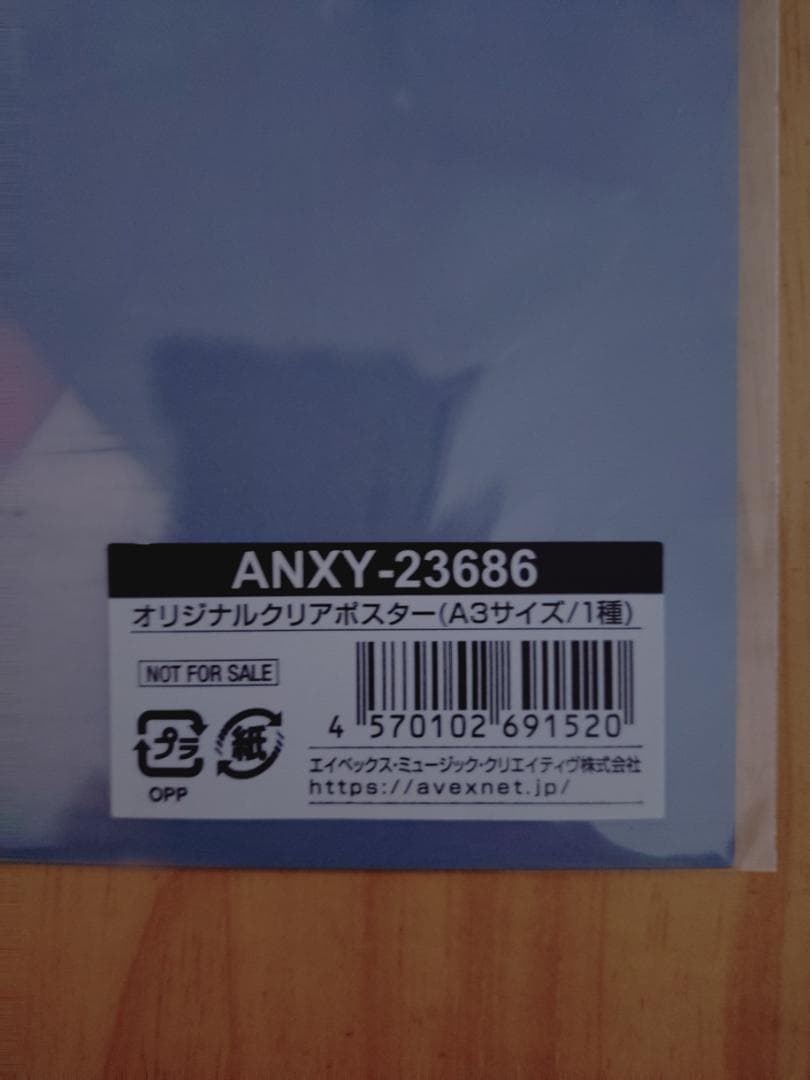 ANXY-23686
オリジナルクリアポスター(A3サイズ/1種)
NOT FOR SALE
4 570102 691520
プラ 紙
OPP
エイベックス・ミュージック・クリエイティヴ株式会社
https://avexnet.jp/